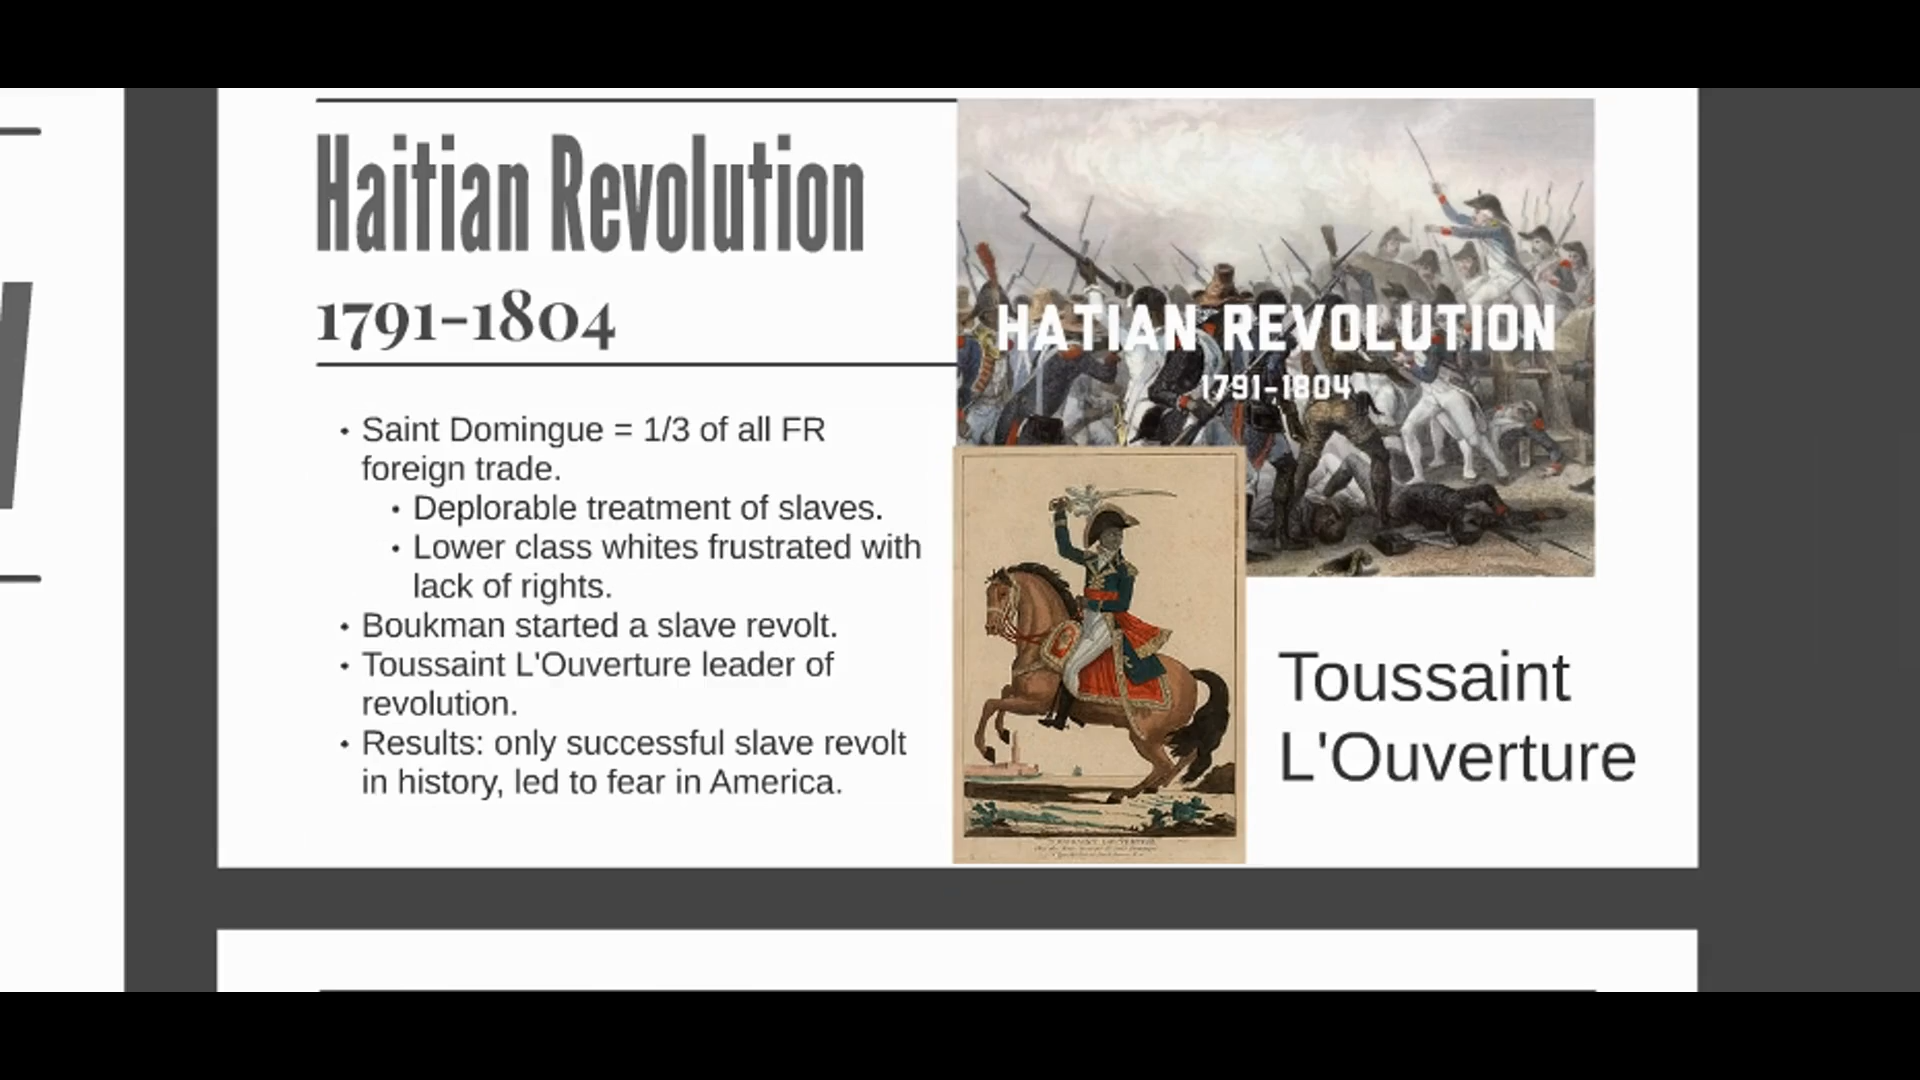 Haitian Revolution
1791-1804
• Saint Domingue = 1/3 of all FR
foreign trade.
• Deplorable treatment of slaves.
• Lower class whites frustrated with
lack of rights.
• Boukman started a slave revolt.
• Toussaint L'Ouverture leader of
revolution.
• Results: only successful slave revolt
in history, led to fear in America.
HATIAN REVOLUTION
1791-1804
Toussaint
L'Ouverture